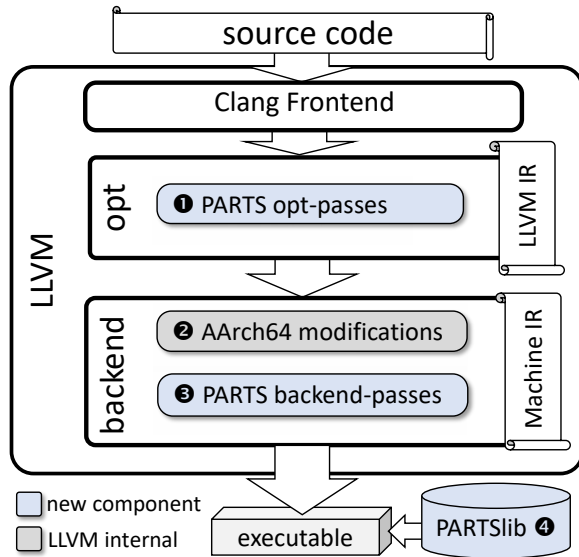 source code
LLVM
Clang Frontend
opt
❶ PARTS opt-passes
LLVM IR
backend
❷ AArch64 modifications
❸ PARTS backend-passes
Machine IR
new component
LLVM internal
executable
PARTSlib ❹